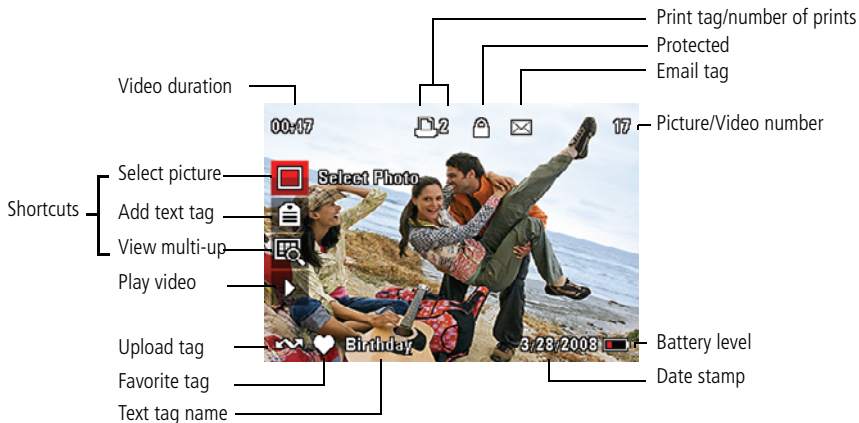 Print tag/number of prints
Protected
Email tag
Video duration
00:17
2
17
Picture/Video number
Shortcuts
Select picture
Select Photo
Add text tag
View multi-up
Play video
Upload tag
Birthday
3/28/2008
Battery level
Favorite tag
Date stamp
Text tag name